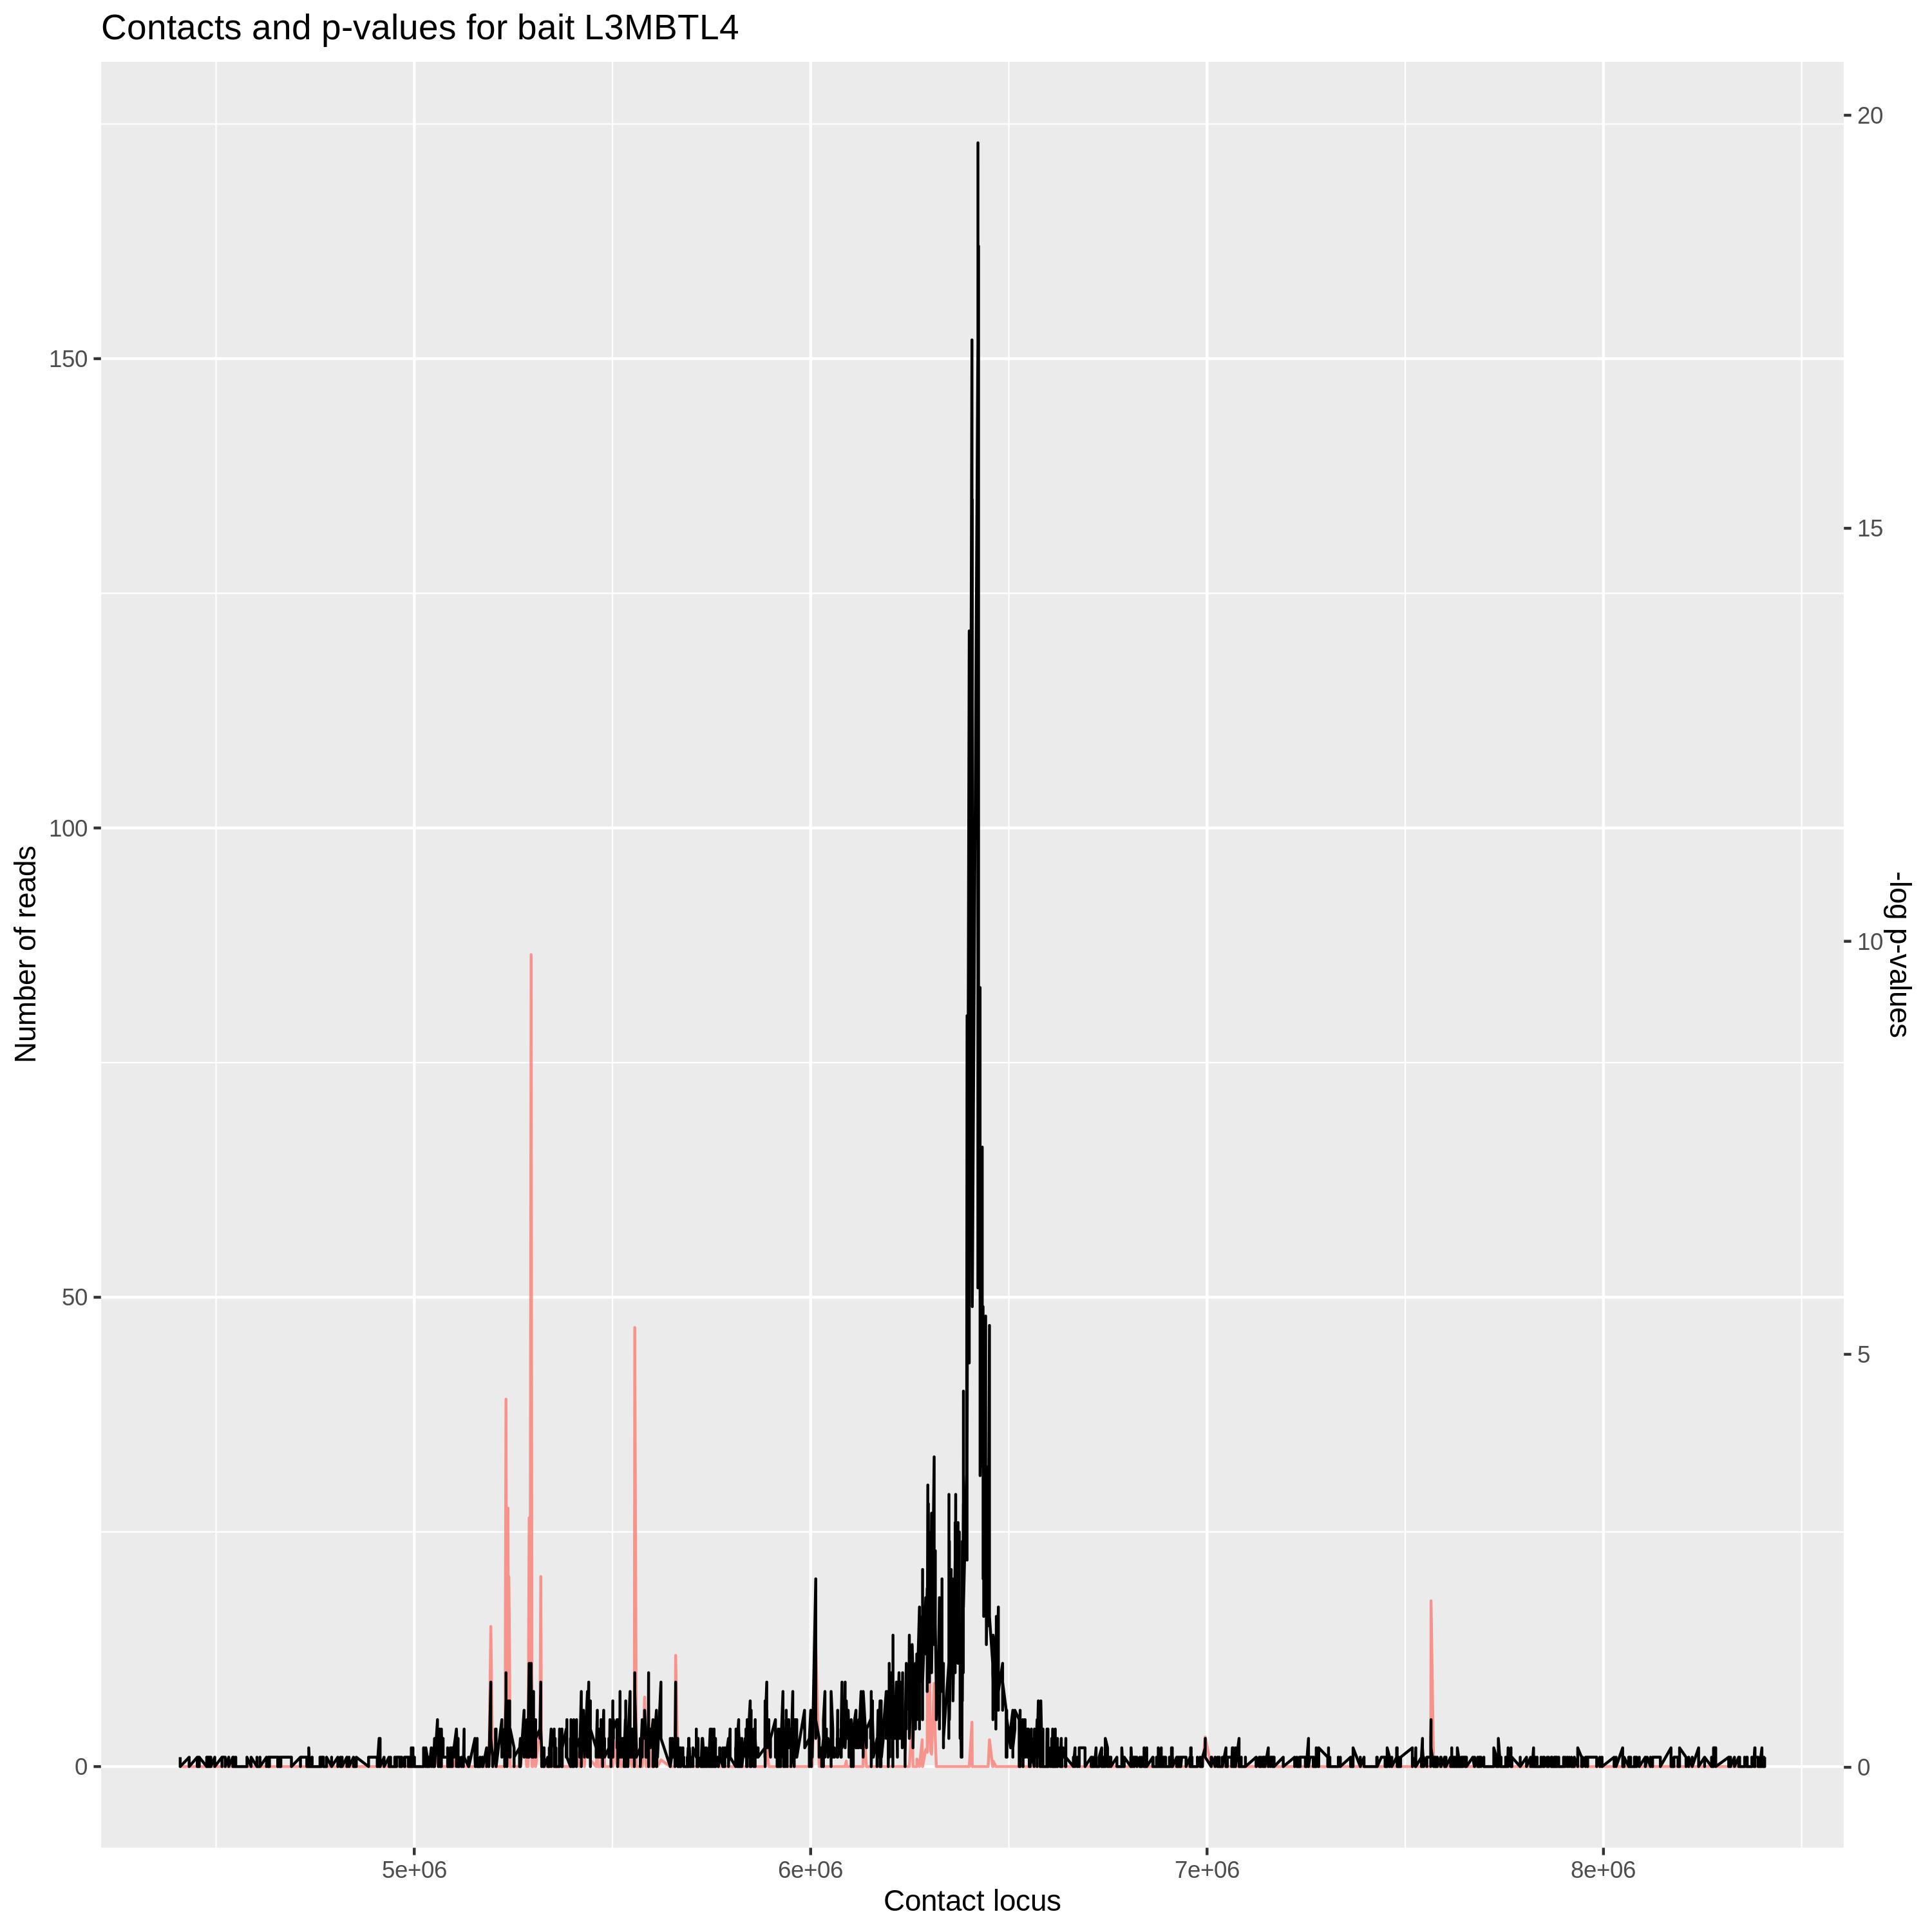 Contacts and p-values for bait L3MBTL4
Number of reads
150
100
50
0
20
15
10
5
0
-log p-values
5e+06
6e+06
7e+06
8e+06
Contact locus